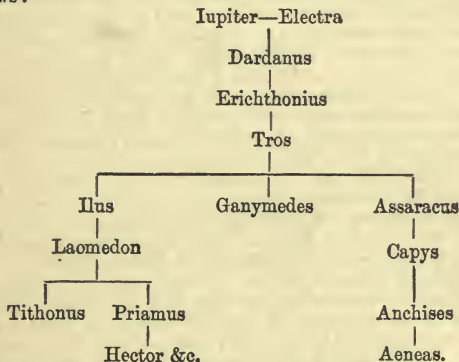 Iupiter—Electra
Dardanus
Erichthonius
Tros
Ilus Ganymedes Assaracus
Laomedon Capys
Tithonus Priamus Anchises
Hector &c. Aeneas.